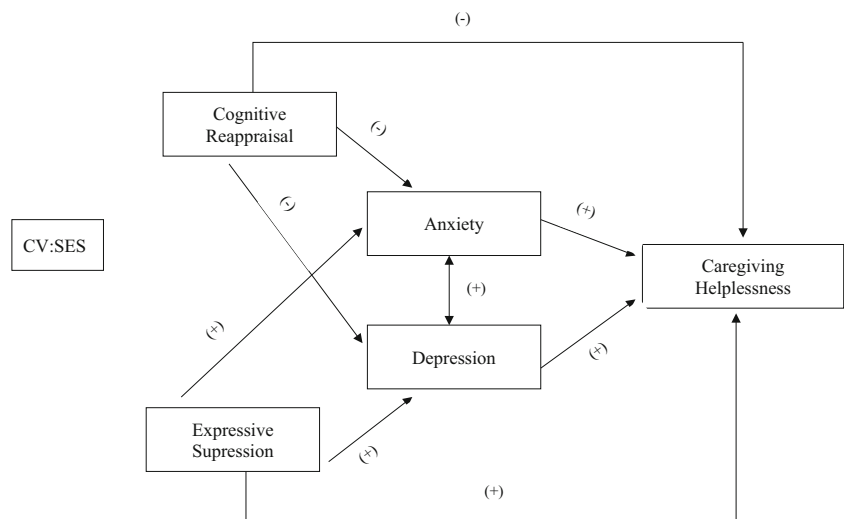 (-)
Cognitive
Reappraisal
(-)
(-)
Anxiety
(+)
CV:SES
Caregiving
Helplessness
(+)
(+)
Depression
(+)
Expressive
Supression
(+)
(+)